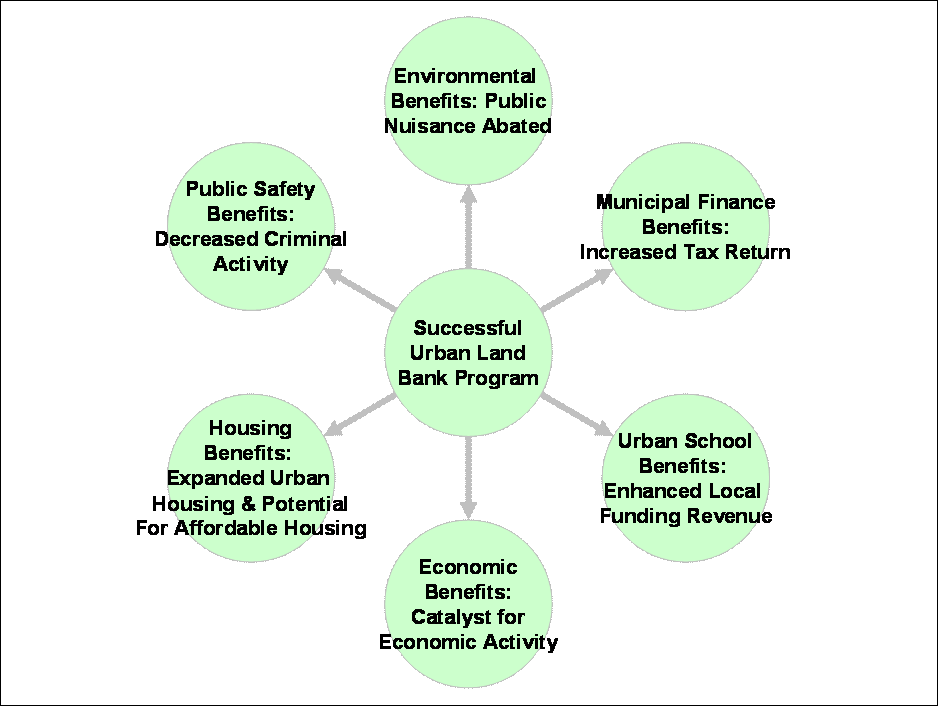 Environmental
Benefits: Public
Nuisance Abated
Public Safety
Benefits:
Decreased Criminal
Activity
Municipal Finance
Benefits:
Increased Tax Return
Successful
Urban Land
Bank Program
Housing
Benefits:
Expanded Urban
Housing & Potential
For Affordable Housing
Urban School
Benefits:
Enhanced Local
Funding Revenue
Economic
Benefits:
Catalyst for
Economic Activity